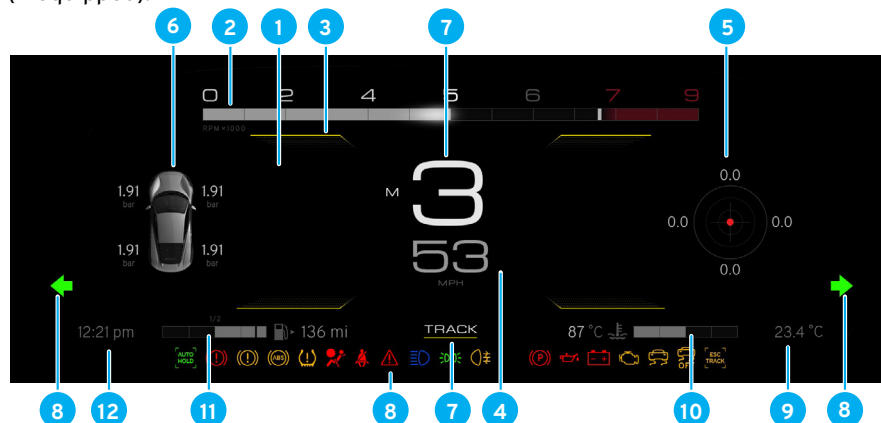 6 2 1 3 7 5
0 2 4 5 6 7 9
RPM×1000
1.91 bar 1.91 bar
M 3
0.0
0.0 0.0
0.0
1.91 bar 1.91 bar
53
MPH
1/2
12:21 pm 136 mi TRACK 87 °C 23.4 °C
AUTO HOLD ABS P OFF ESC TRACK
8 12 11 8 7 4 10 9 8